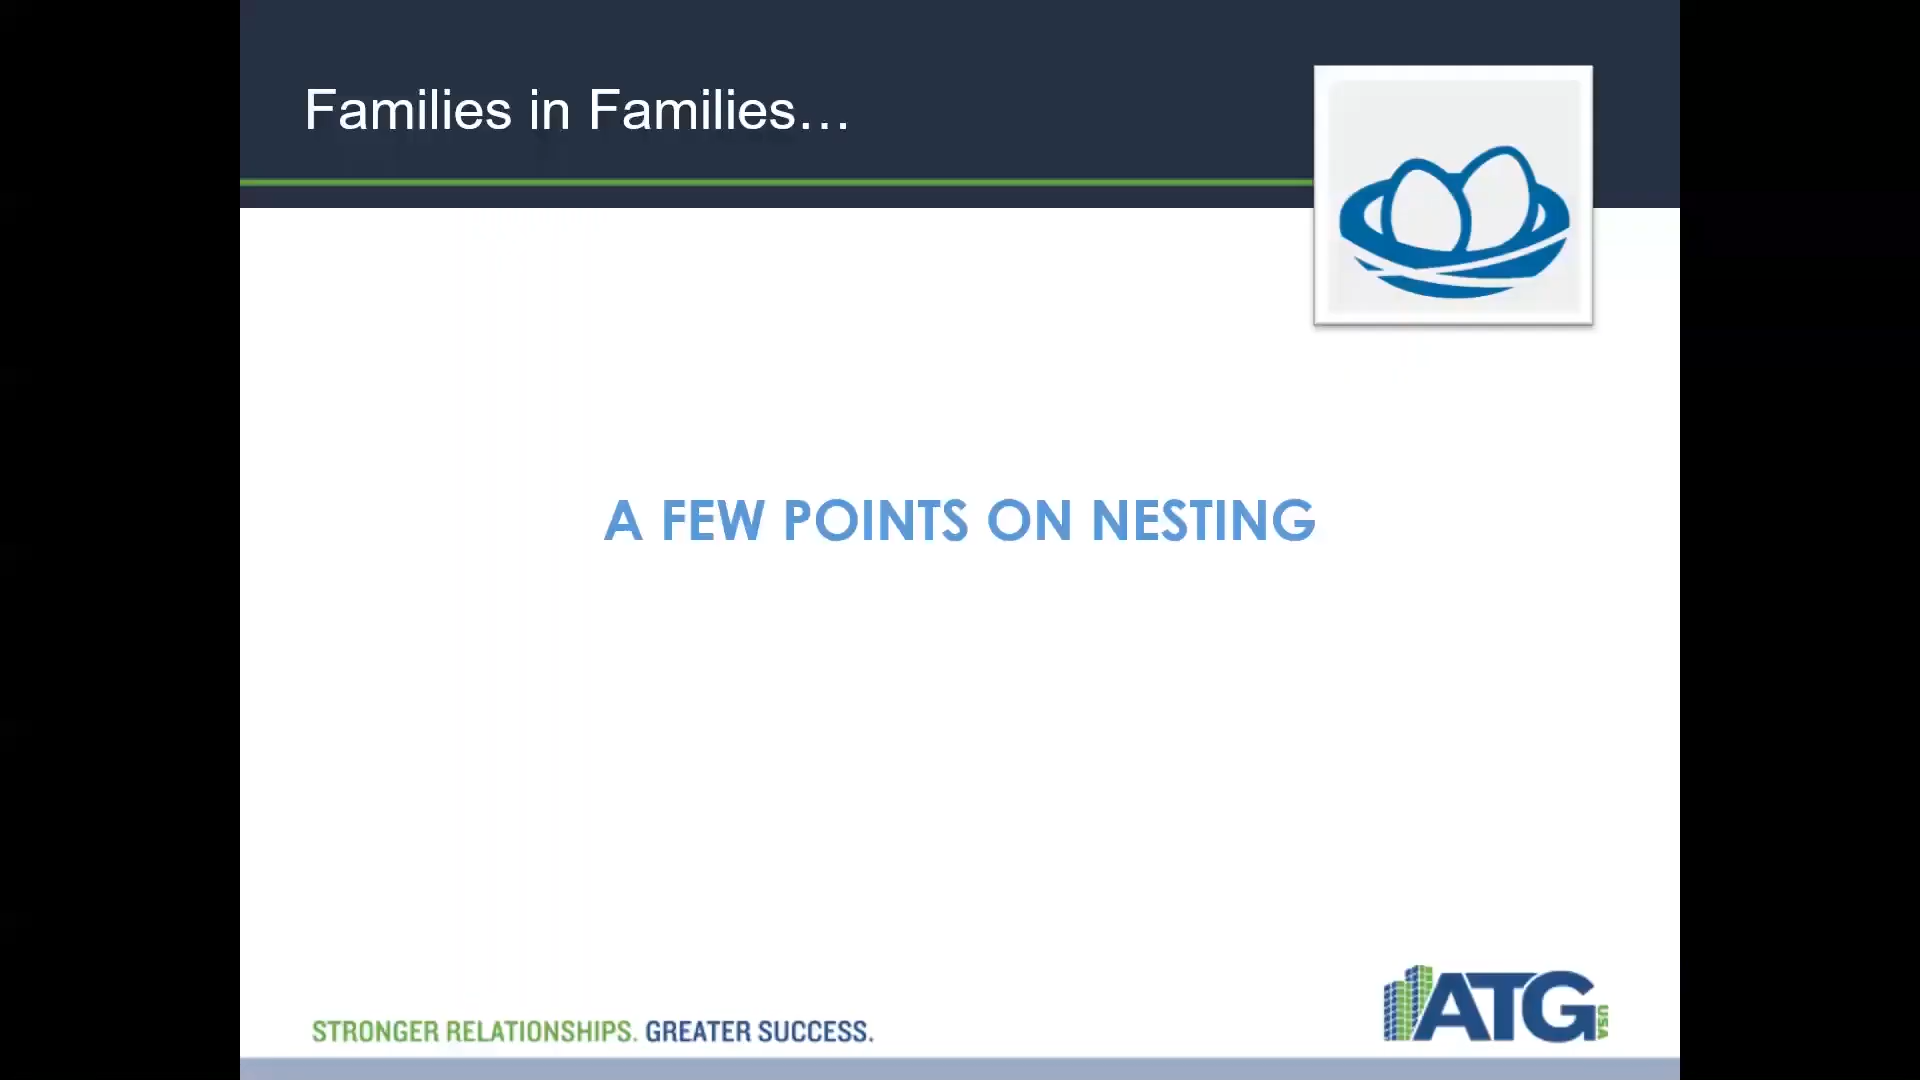 Families in Families…
A FEW POINTS ON NESTING
STRONGER RELATIONSHIPS. GREATER SUCCESS.
ATG USA